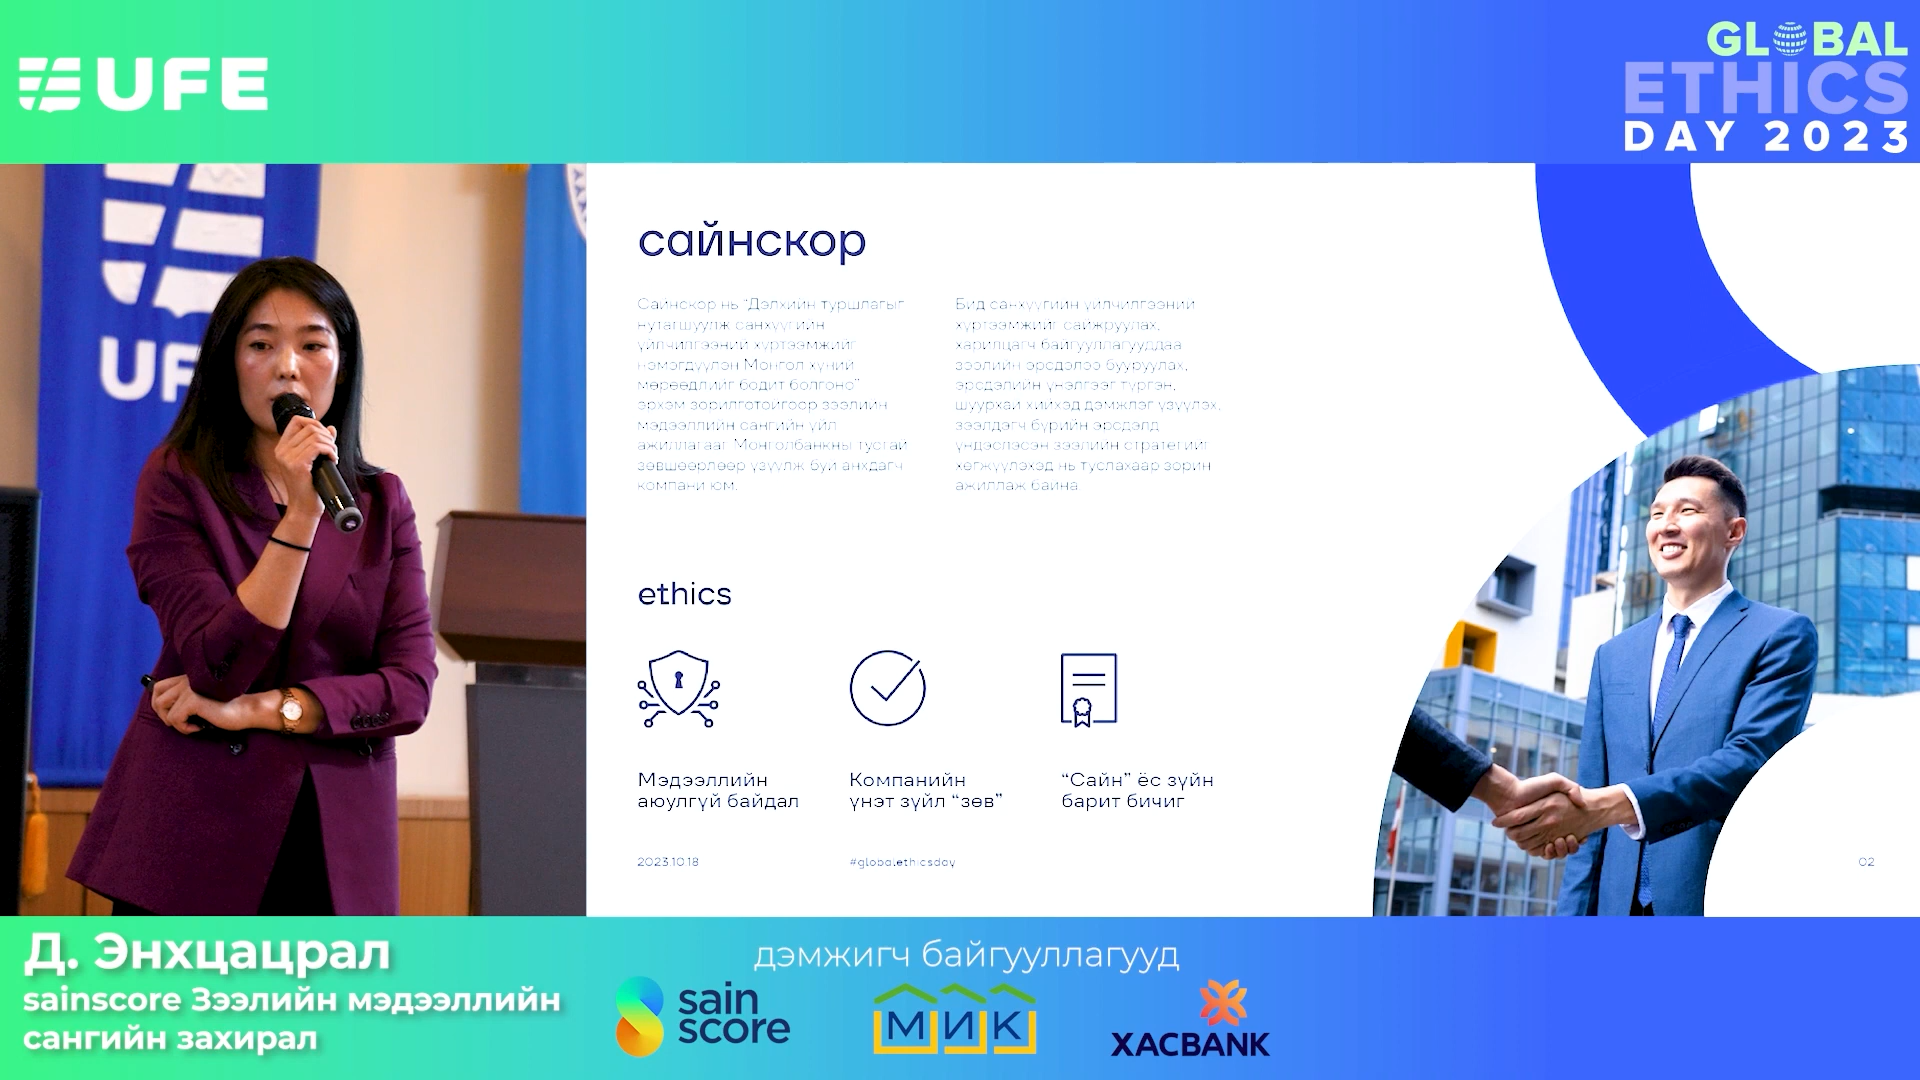 UFE
GLOBAL
ETHICS
DAY 2023
UF
сайнскор
Сайнскор нь “Дэлхийн туршлагыг
нутагшуулж санхүүгийн
үйлчилгээний хүртээмжийг
нэмэгдүүлэн Монгол хүний
мөрөөдлийг бодит болгоно”
эрхэм зорилготойгоор зээлийн
мэдээллийн сангийн үйл
ажиллагааг Монголбанкны тусгай
зөвшөөрлөөр үзүүлж буй анхдагч
компани юм.
Бид санхүүгийн үйлчилгээний
хүртээмжийг сайжруулах,
харилцагч байгууллагууддаа
зээлийн эрсдэлээ бууруулах,
эрсдэлийн үнэлгээг түргэн,
шуурхай хийхэд дэмжлэг үзүүлэх,
зээлдэгч бүрийн эрсдэлд
үндэслэсэн зээлийн стратегийг
хөгжүүлэхэд нь туслахаар зорин
ажиллаж байна
ethics
Мэдээллийн
аюулгүй байдал
Компанийн
үнэт зүйл “зөв”
“Сайн” ёс зүйн
барит бичиг
2023.10.18
#globalethicsday
02
Д. Энхцацрал
sainscore Зээлийн мэдээллийн
сангийн захирал
дэмжигч байгууллагууд
sain
score
МИК
XACBANK